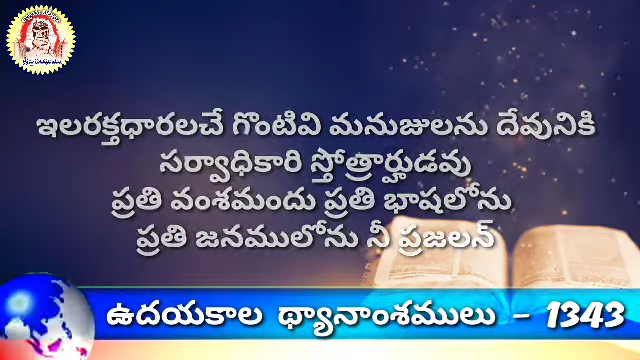 ఇలరక్తధారలచే గొంటివి మనుజులను దేవునికి
సర్వాధికారి స్తోత్రార్హుడవు
ప్రతి వంశమందు ప్రతి భాషలోను
ప్రతి జనములోను నీ ప్రజలన్
ఉదయకాల థ్యానాంశములు - 1343